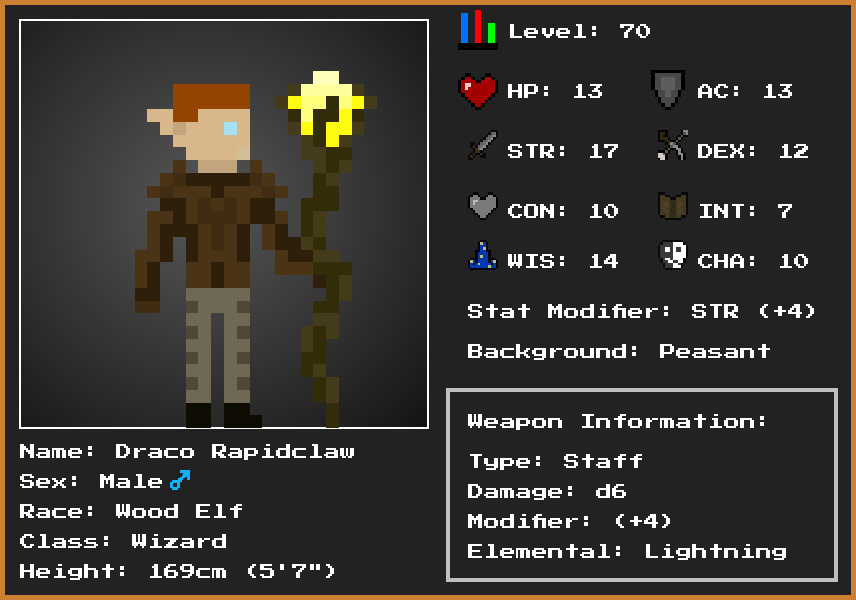 Level: 70
HP: 13
AC: 13
STR: 17
DEX: 12
CON: 10
INT: 7
WIS: 14
CHA: 10
Stat Modifier: STR (+4)
Background: Peasant
Weapon Information:
Type: Staff
Damage: d6
Modifier: (+4)
Elemental: Lightning
Name: Draco Rapidclaw
Sex: Male ♂
Race: Wood Elf
Class: Wizard
Height: 169cm (5'7")